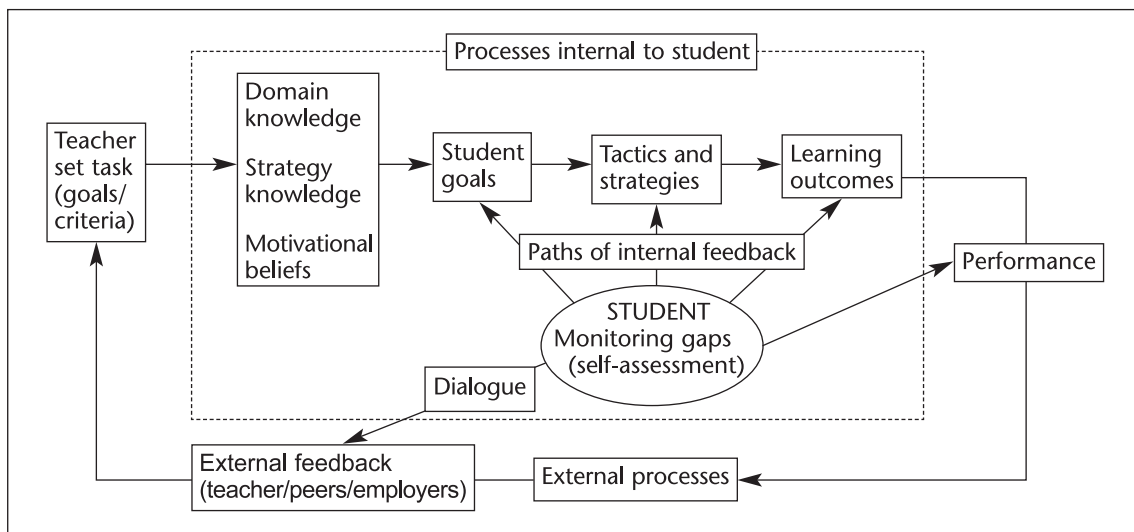 Processes internal to student
Teacher
set task
(goals/
criteria)
Domain
knowledge
Strategy
knowledge
Motivational
beliefs
Student
goals
Tactics and
strategies
Learning
outcomes
Paths of internal feedback
Performance
STUDENT
Monitoring gaps
(self-assessment)
Dialogue
External feedback
(teacher/peers/employers)
External processes